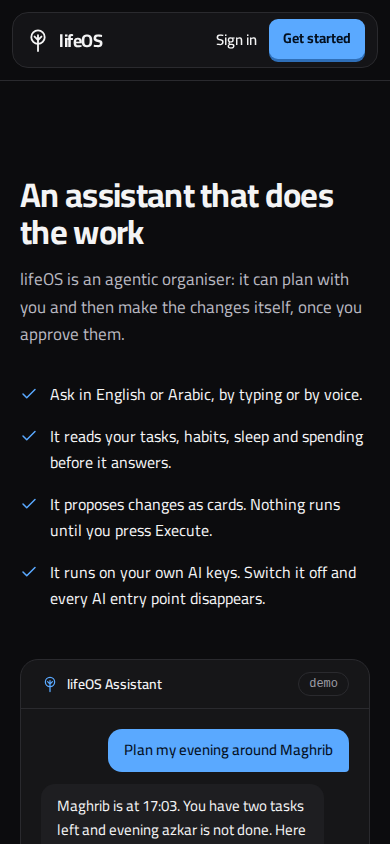 lifeOS
Sign in
Get started
An assistant that does
the work
lifeOS is an agentic organiser: it can plan with
you and then make the changes itself, once you
approve them.
Ask in English or Arabic, by typing or by voice.
It reads your tasks, habits, sleep and spending
before it answers.
It proposes changes as cards. Nothing runs
until you press Execute.
It runs on your own AI keys. Switch it off and
every AI entry point disappears.
lifeOS Assistant
demo
Plan my evening around Maghrib
Maghrib is at 17:03. You have two tasks
left and evening azkar is not done. Here